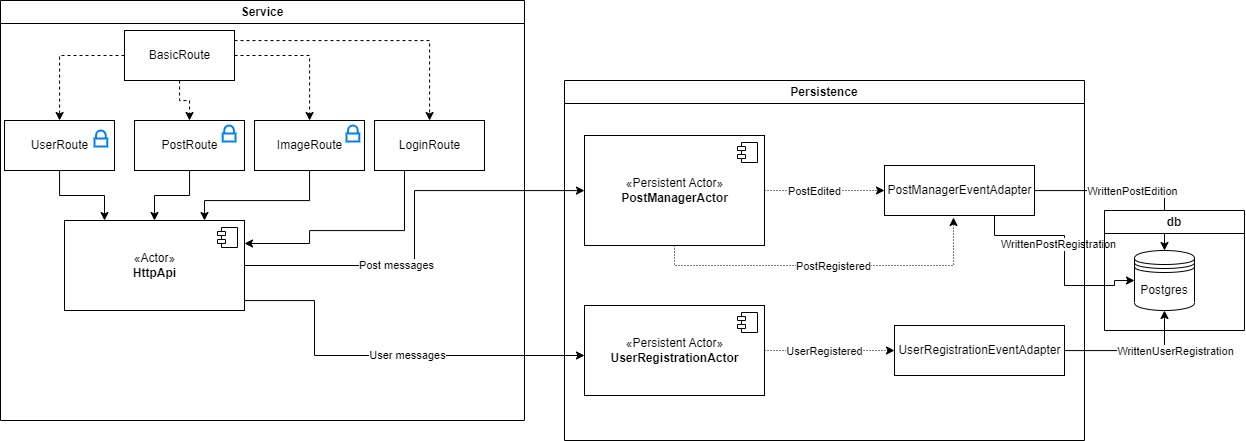 Service
BasicRoute
UserRoute
PostRoute
ImageRoute
LoginRoute
«Actor»
HttpApi
Post messages
User messages
Persistence
«Persistent Actor»
PostManagerActor
PostEdited
PostRegistered
PostManagerEventAdapter
WrittenPostEdition
WrittenPostRegistration
«Persistent Actor»
UserRegistrationActor
UserRegistered
UserRegistrationEventAdapter
WrittenUserRegistration
db
Postgres